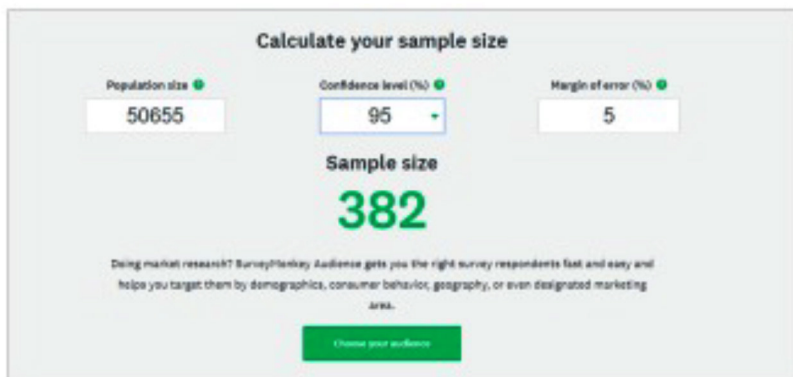 Calculate your sample size
Population size ? Confidence level (%) ? Margin of error (%) ?
50655 95 5
Sample size
382
Doing market research? SurveyMonkey Audience gets you the right survey respondents fast and easy and
helps you target them by demographics, consumer behavior, geography, or even designated marketing
area.
Choose your audience